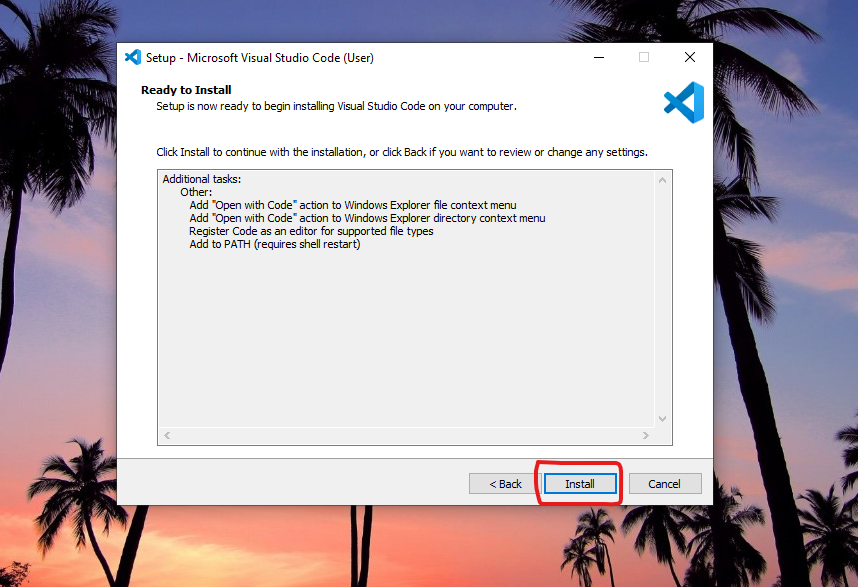 Setup - Microsoft Visual Studio Code (User)
Ready to Install
Setup is now ready to begin installing Visual Studio Code on your computer.
Click Install to continue with the installation, or click Back if you want to review or change any settings.
Additional tasks:
Other:
Add "Open with Code" action to Windows Explorer file context menu
Add "Open with Code" action to Windows Explorer directory context menu
Register Code as an editor for supported file types
Add to PATH (requires shell restart)
< Back Install Cancel